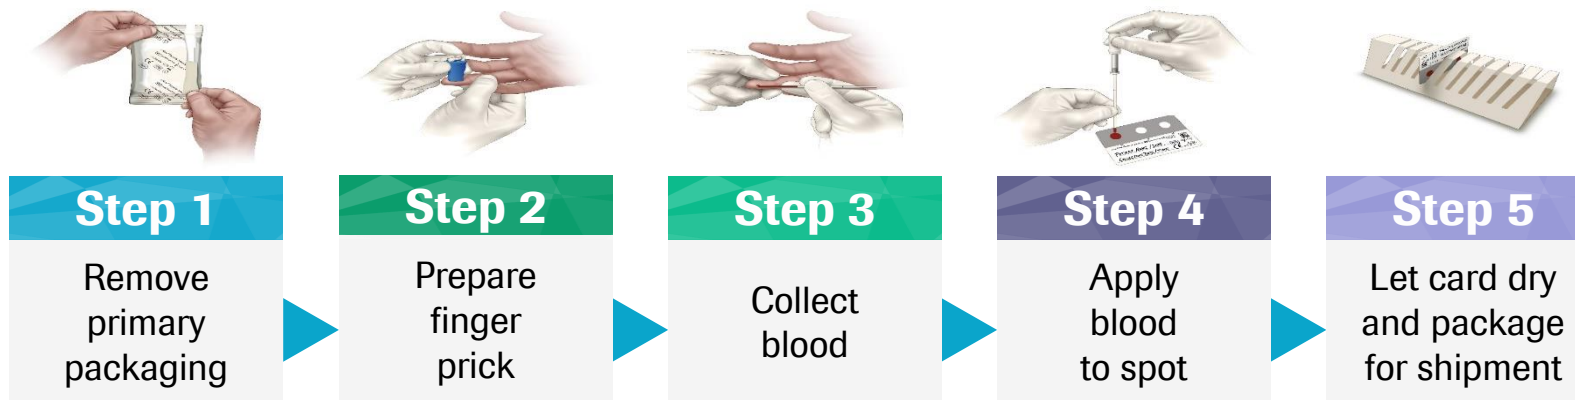 Step 1
Remove
primary
packaging
Step 2
Prepare
finger
prick
Step 3
Collect
blood
Step 4
Apply
blood
to spot
Step 5
Let card dry
and package
for shipment